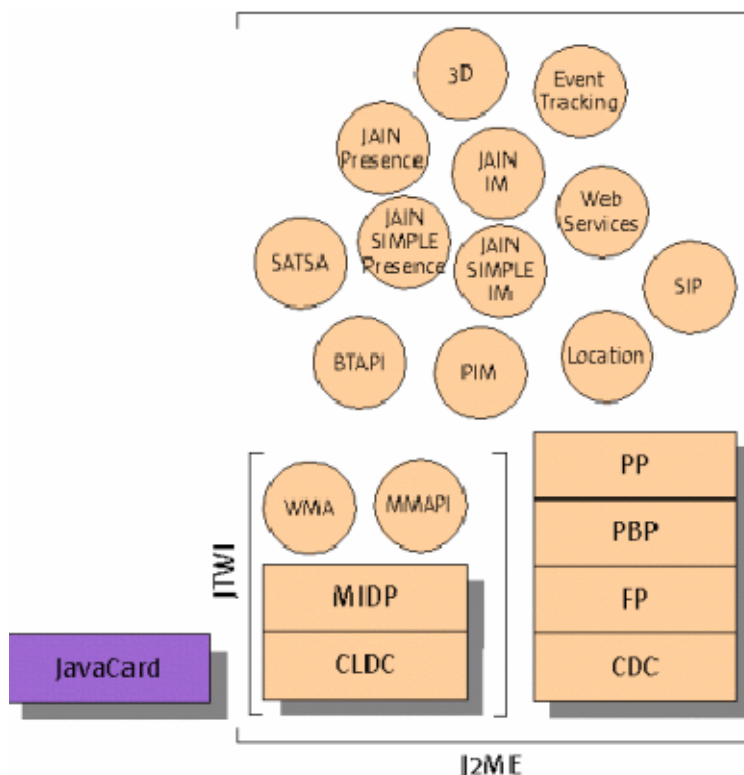 3D
Event
Tracking
JAIN
Presence
JAIN
IM
Web
Services
JAIN
SIMPLE
Presence
JAIN
SIMPLE
IM
SATSA
SIP
BTAPI
PIM
Location
PP
WMA
MMAPI
PBP
JTWI
MIDP
FP
JavaCard
CLDC
CDC
J2ME